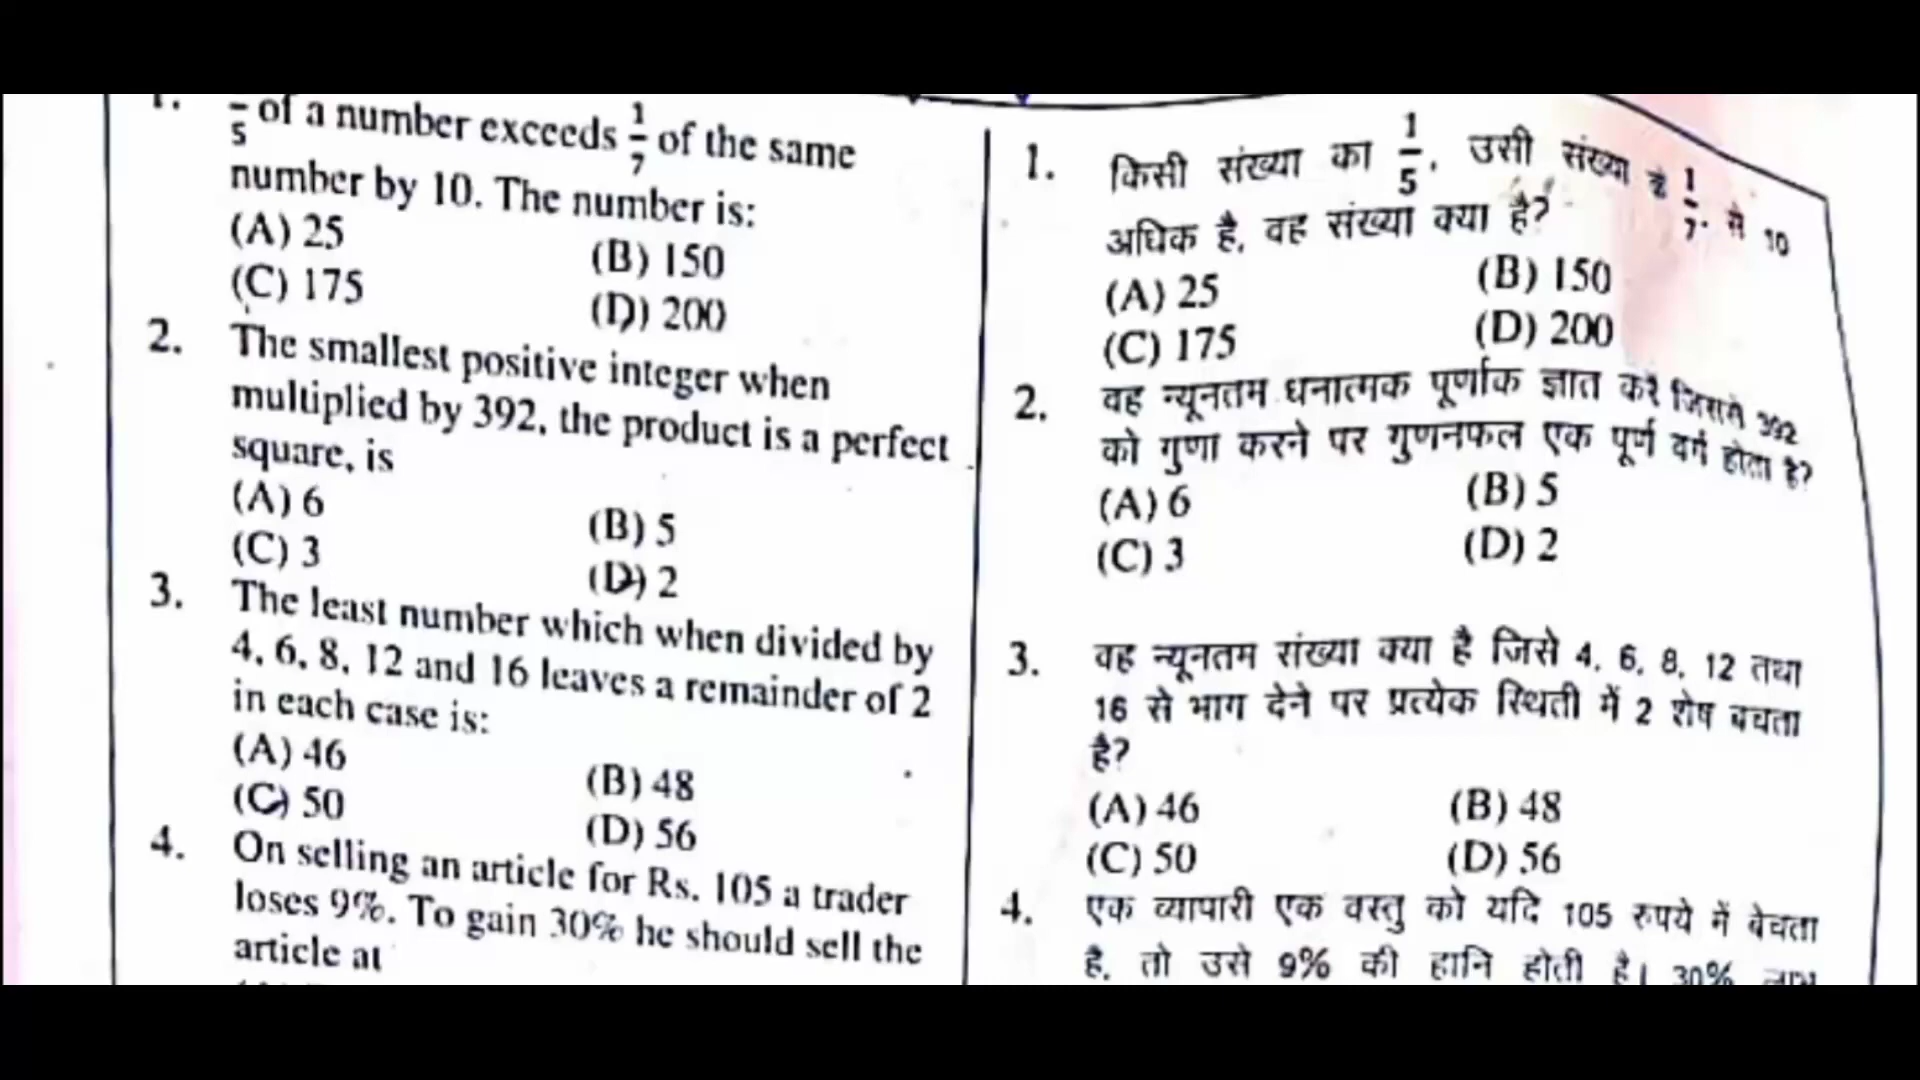 1. 1/5 of a number exceeds 1/7 of the same
number by 10. The number is:
(A) 25
(B) 150
(C) 175
(D) 200
2. The smallest positive integer when
multiplied by 392, the product is a perfect
square, is
(A) 6
(B) 5
(C) 3
(D) 2
3. The least number which when divided by
4, 6, 8, 12 and 16 leaves a remainder of 2
in each case is:
(A) 46
(B) 48
(C) 50
(D) 56
4. On selling an article for Rs. 105 a trader
loses 9%. To gain 30% he should sell the
article at
1. किसी संख्या का 1/5, उसी संख्या के 1/7, से 10
अधिक है, वह संख्या क्या है?
(A) 25 (B) 150
(C) 175 (D) 200
2. वह न्यूनतम धनात्मक पूर्णांक ज्ञात करें जिससे 392
को गुणा करने पर गुणनफल एक पूर्ण वर्ग होता है?
(A) 6 (B) 5
(C) 3 (D) 2
3. वह न्यूनतम संख्या क्या है जिसे 4, 6, 8, 12 तथा
16 से भाग देने पर प्रत्येक स्थिती में 2 शेष बचता
है?
(A) 46 (B) 48
(C) 50 (D) 56
4. एक व्यापारी एक वस्तु को यदि 105 रुपये में बेचता
है, तो उसे 9% की हानि होती है। 30% लाभ